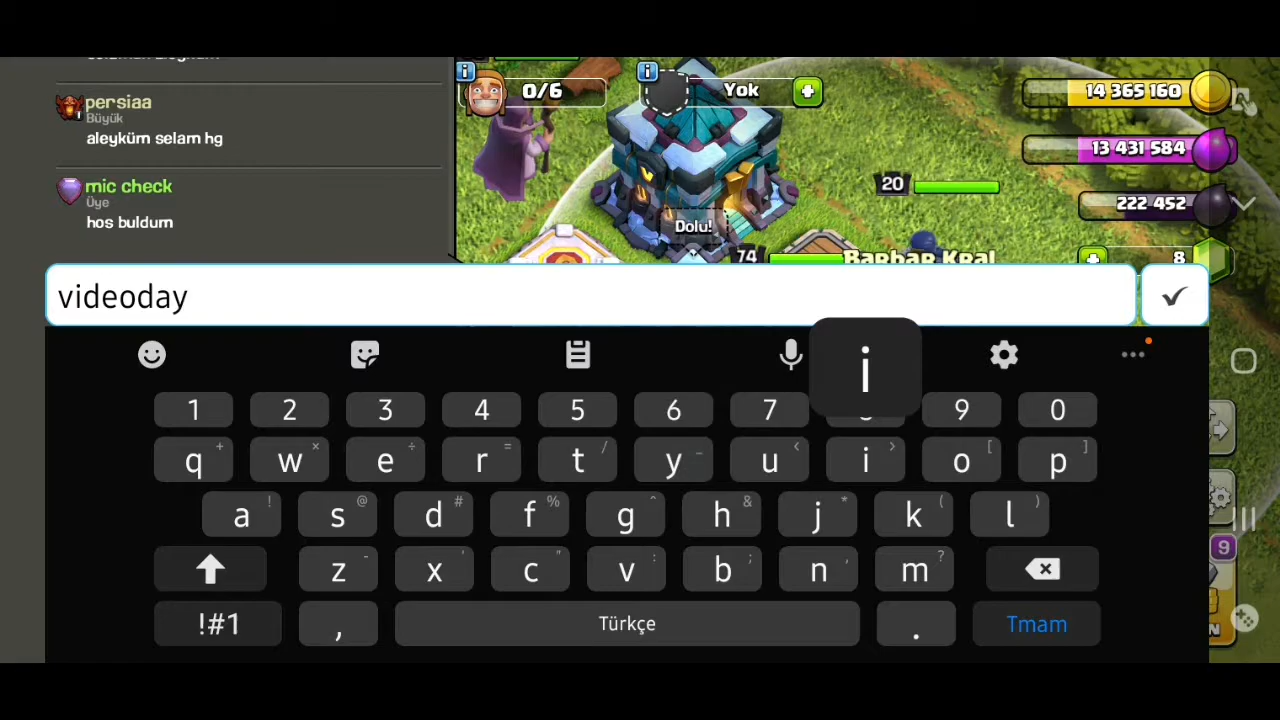 persiaa
Büyük
aleyküm selam hg
mic check
Üye
hos buldum
0/6
Yok
14 365 160
13 431 584
222 452
8
20
Dolu!
74
Barbar Kral
videoday
i
1 2 3 4 5 6 7 9 0
q w e r t y u i o p
a s d f g h j k l
z x c v b n m
!#1 , Türkçe . Tmam
9